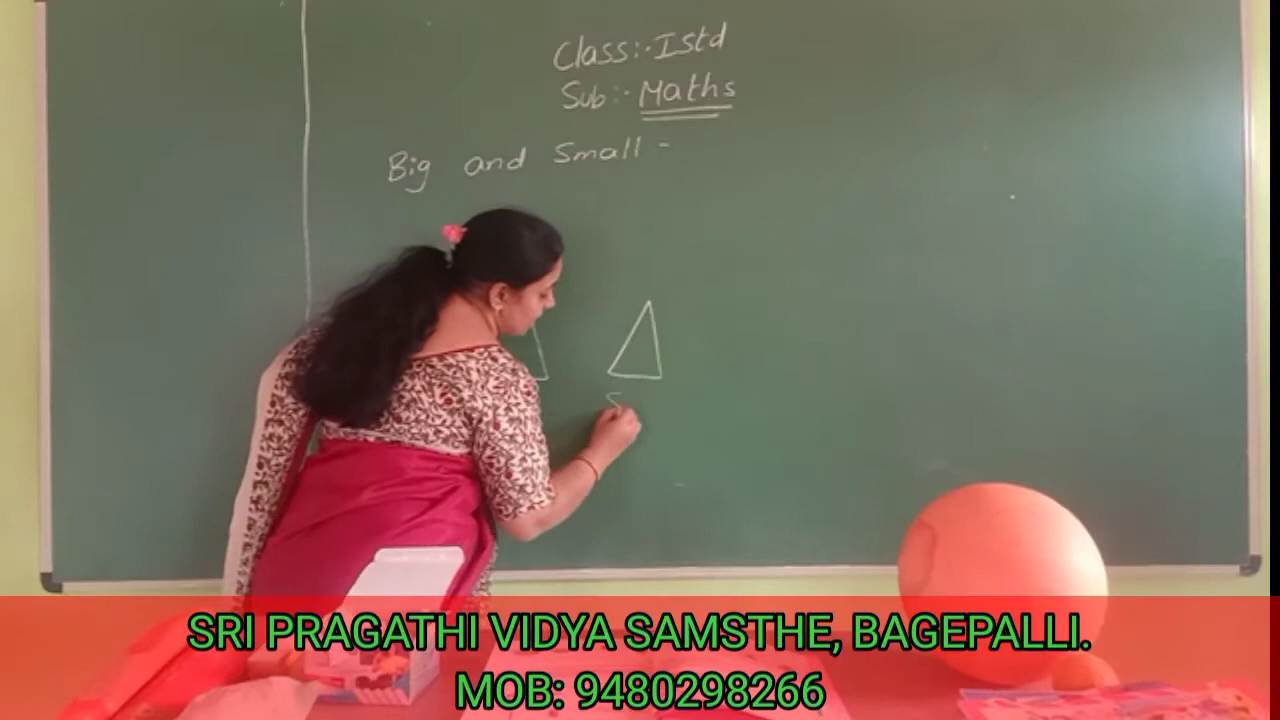 Class:- Istd
Sub:- Maths
Big and Small -
S
SRI PRAGATHI VIDYA SAMSTHE, BAGEPALLI.
MOB: 9480298266